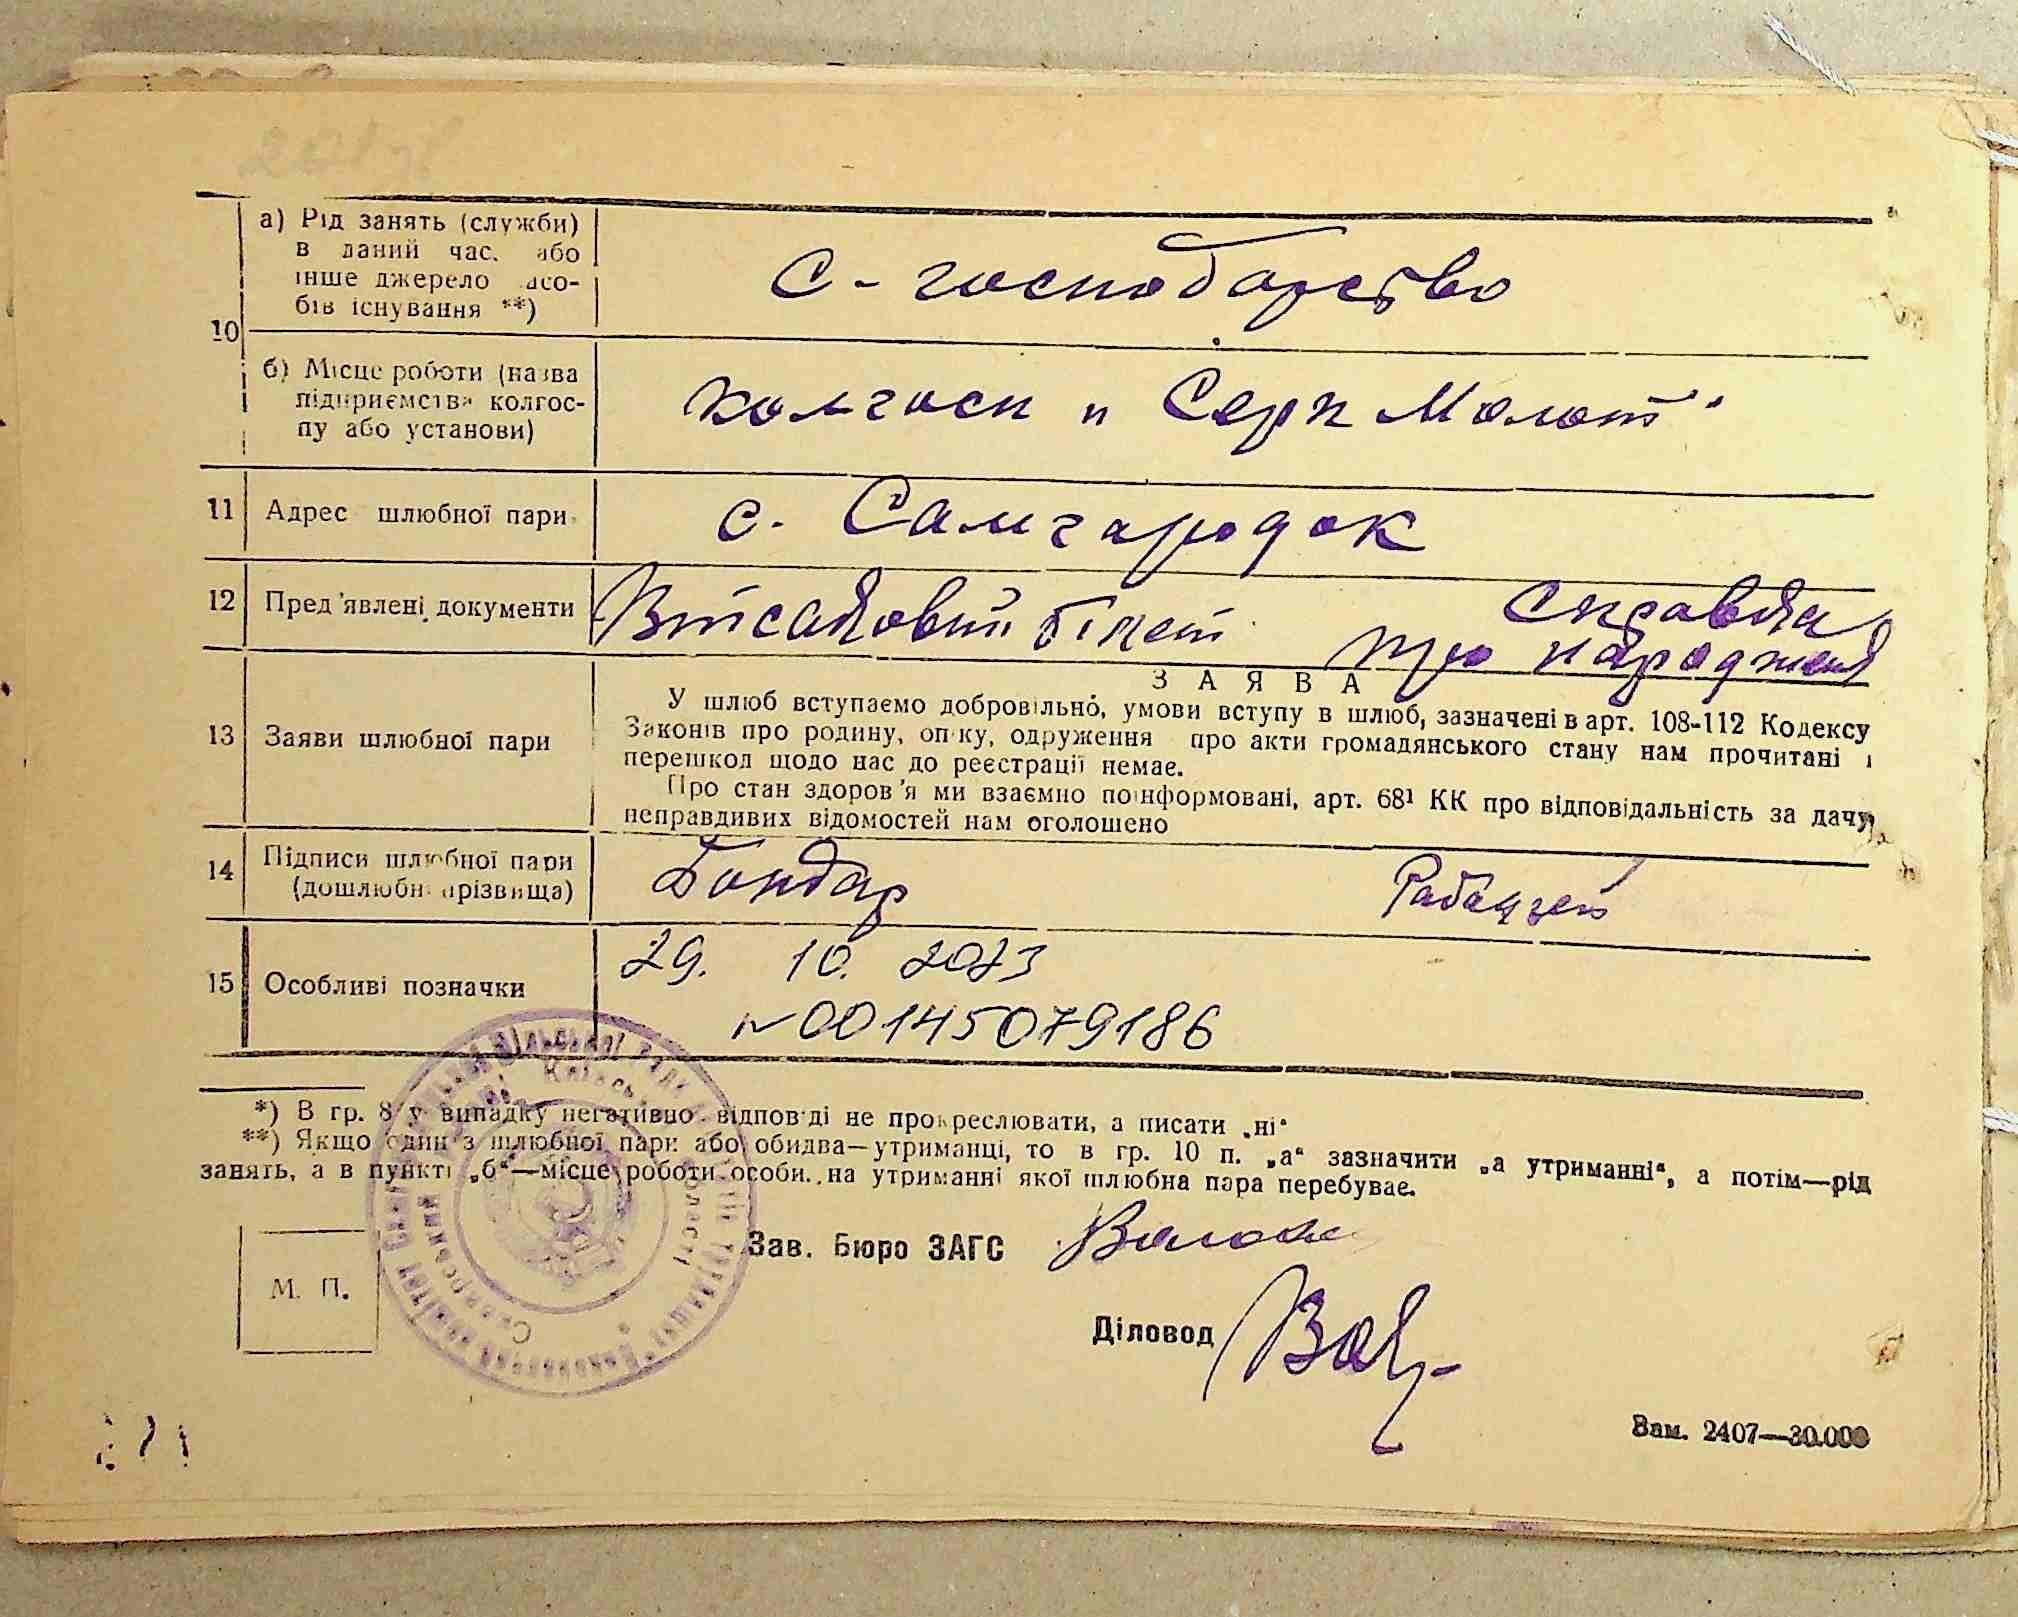 10
а) Рід занять (служби)
в даний час, або
інше джерело засо-
бів існування **)
С-господарство
б) Місце роботи (назва
підприємства колгос-
пу або установи)
колгосп „Серп Молот"
11 Адрес шлюбної пари с. Самгородок
12 Пред'явлені документи Війсковий білет Справка
про народженя
ЗАЯВА
13 Заяви шлюбної пари
У шлюб вступаємо добровільно, умови вступу в шлюб, зазначені в арт. 108-112 Кодексу
Законів про родину, опіку, одруження про акти громадянського стану нам прочитані і
перешкод щодо нас до реєстрації немає.
Про стан здоров'я ми взаємно поінформовані, арт. 68¹ КК про відповідальність за дачу
неправдивих відомостей нам оголошено
14 Підписи шлюбної пари
(дошлюбні прізвища)
Бондар
15 Особливі позначки
29. 10. 2023
N 00145079186
*) В гр. 8 у випадку негативно. відповіді не прокреслювати, а писати „ні"
**) Якщо один з шлюбної пари або обидва—утриманці, то в гр. 10 п. „а" зазначити „а утриманні", а потім—рід
занять, а в пункті „б"—місце роботи особи, на утриманні якої шлюбна пара перебуває.
Зав. Бюро ЗАГС
М. П.
Діловод
Зам. 2407—30.000